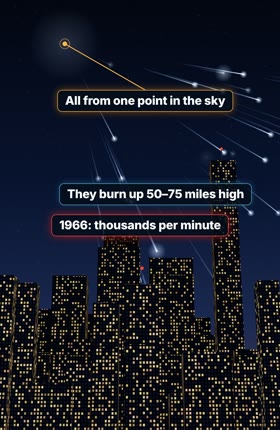 All from one point in the sky
They burn up 50–75 miles high
1966: thousands per minute